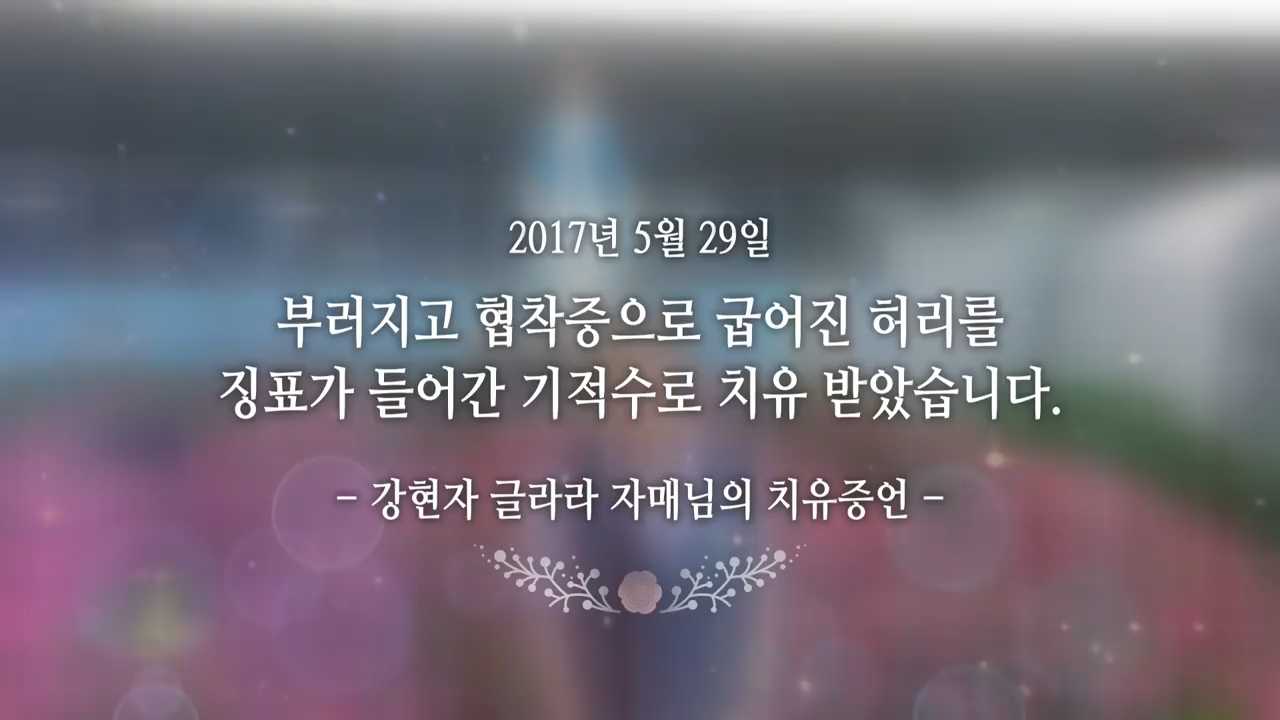 2017년 5월 29일
부러지고 협착증으로 굽어진 허리를
징표가 들어간 기적수로 치유 받았습니다.
- 강현자 글라라 자매님의 치유증언 -